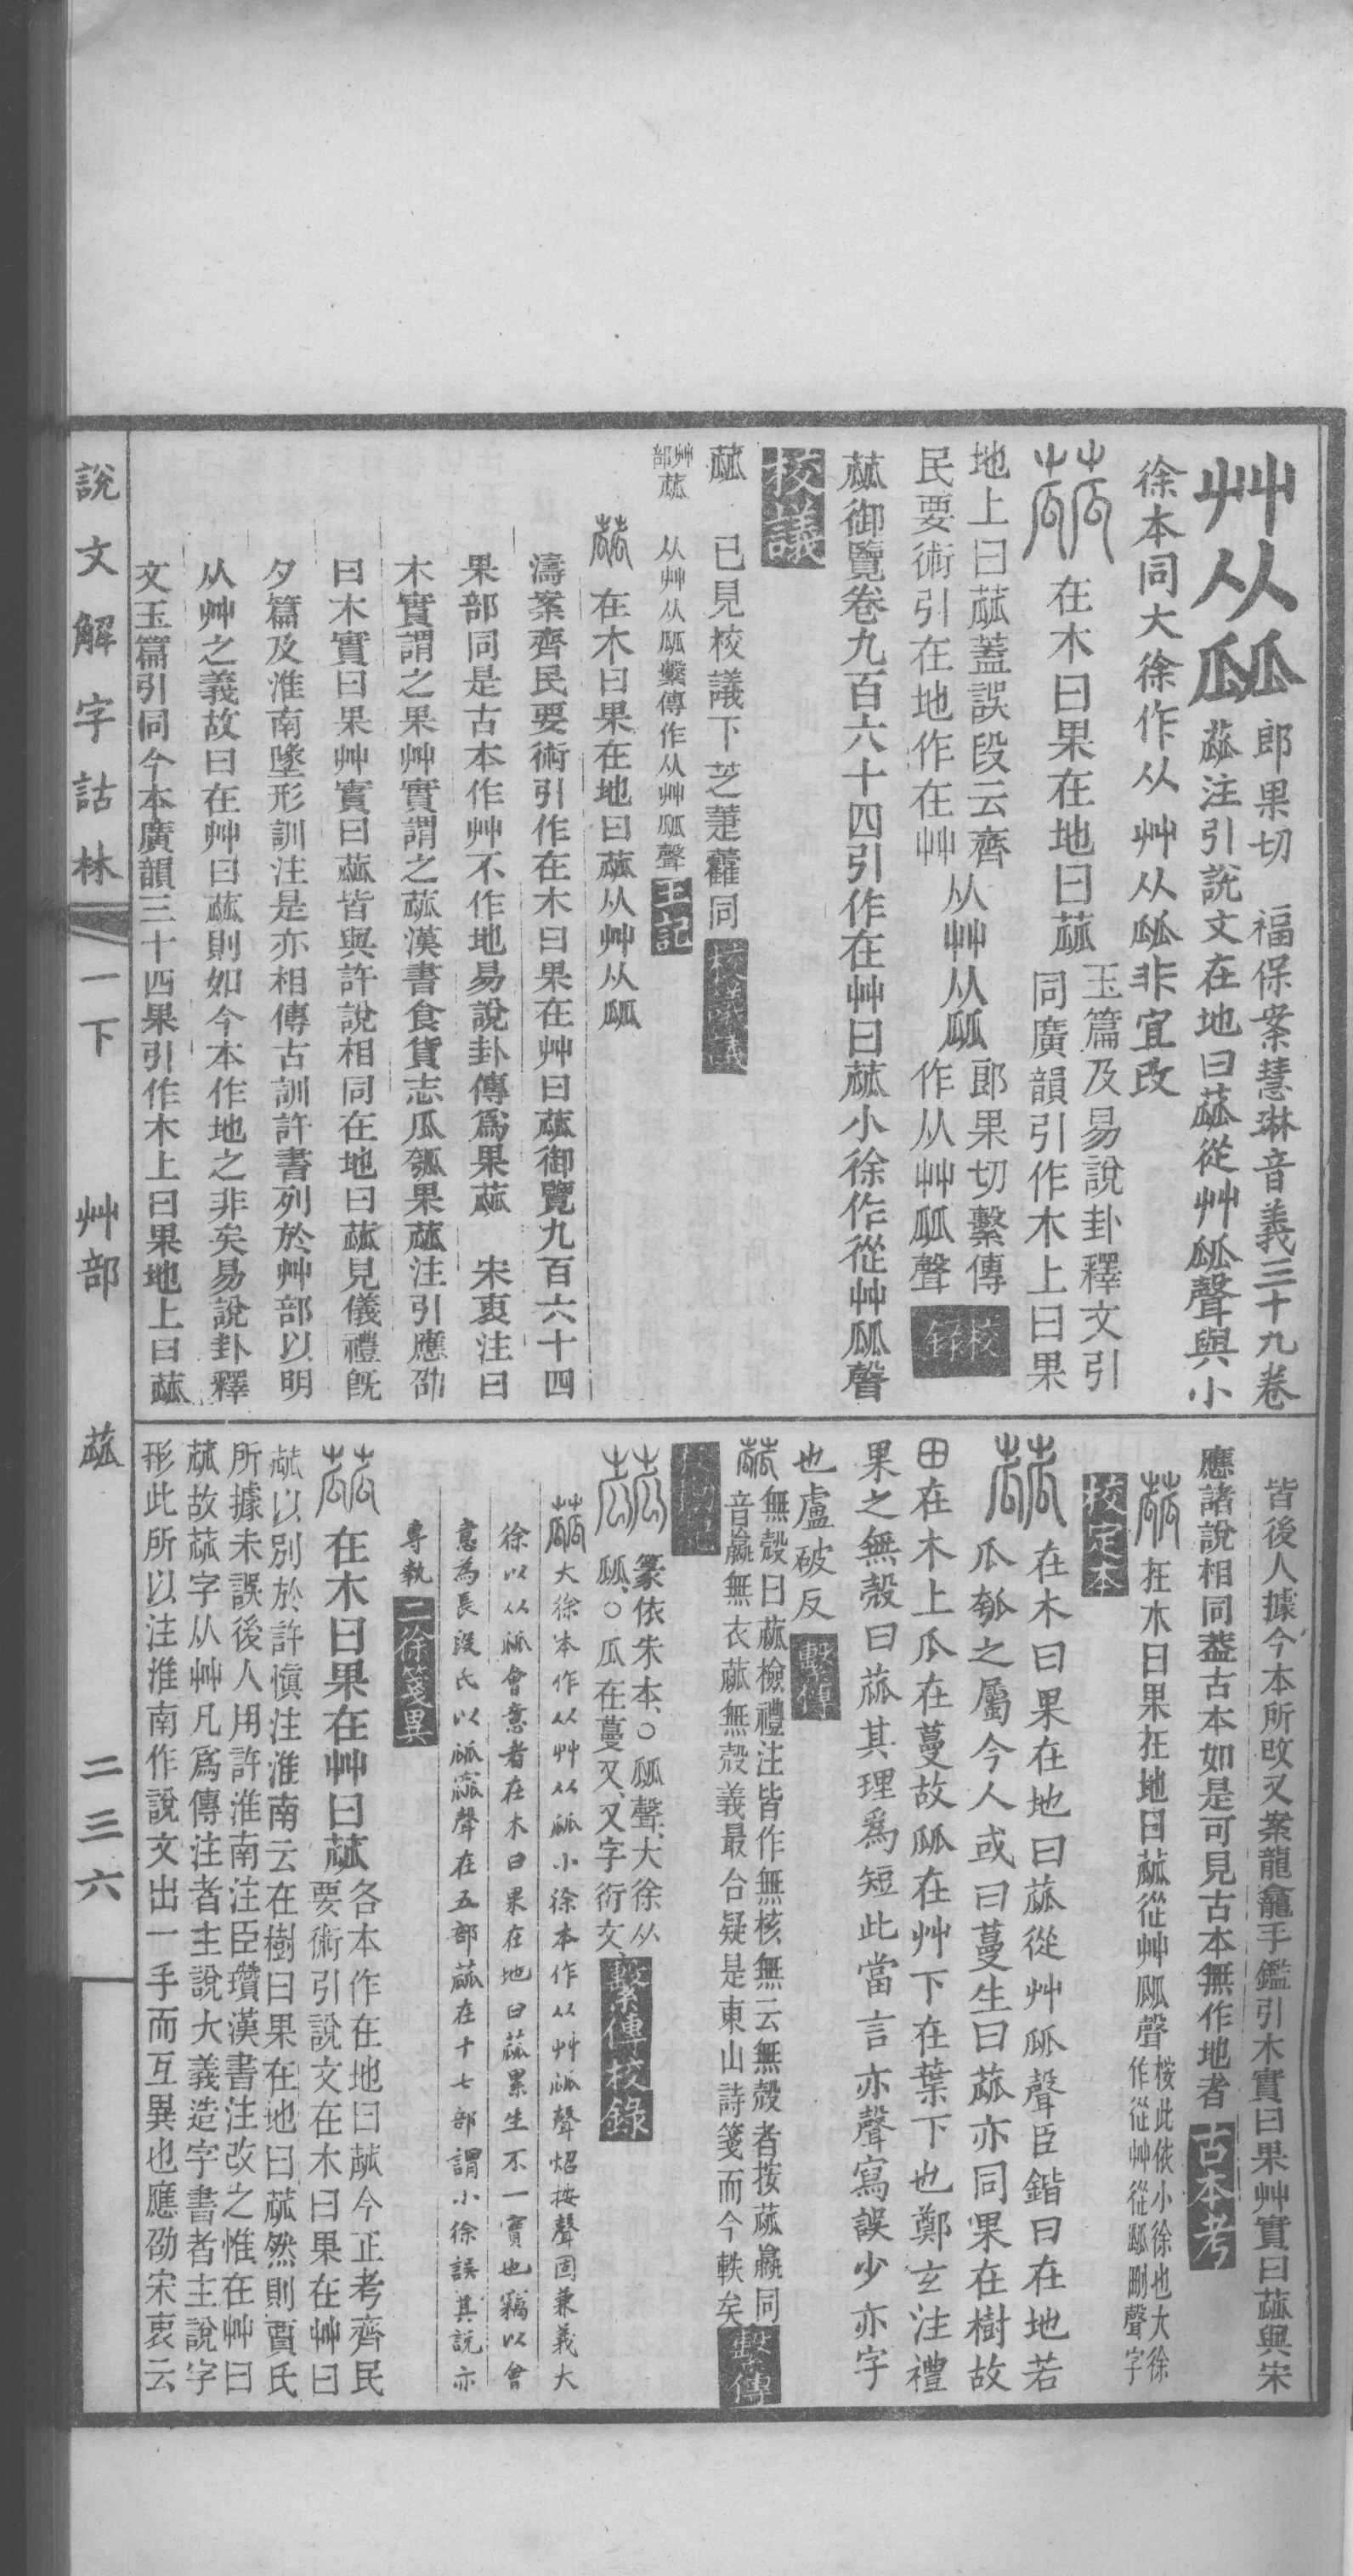 艸从㼌
郎果切　福保案慧琳音義三十九卷
蓏注引說文在地曰蓏從艸㼌聲與小
徐本同大徐作从艸从㼌非宜改
蓏
在木曰果在地曰蓏
玉篇及易說卦釋文引
同廣韻引作木上曰果
地上曰蓏蓋誤段云齊
民要術引在地作在艸
从艸从㼌
郎果切繫傳
作从艸㼌聲
校錄
蓏御覽卷九百六十四引作在艸曰蓏小徐作從艸㼌聲
校議
蓏　已見校議下芝萐虇同
校議議
艸部蓏　从艸从㼌繫傳作从艸㼌聲
王記
蓏　在木曰果在地曰蓏从艸从㼌
濤案齊民要術引作在木曰果在艸曰蓏御覽九百六十四
果部同是古本作艸不作地易說卦傳爲果蓏　宋衷注曰
木實謂之果艸實謂之蓏漢書食貨志瓜瓠果蓏注引應劭
曰木實曰果艸實曰蓏皆與許說相同在地曰蓏見儀禮旣
夕篇及淮南墬形訓注是亦相傳古訓許書列於艸部以明
从艸之義故曰在艸曰蓏則如今本作地之非矣易說卦釋
文玉篇引同今本廣韻三十四果引作木上曰果地上曰蓏
皆後人據今本所改又案龍龕手鑑引木實曰果艸實曰蓏與宋
應諸說相同葢古本如是可見古本無作地者
古本考
蓏　在木曰果在地曰蓏從艸㼌聲
桉此依小徐也大徐
作從艸從㼌刪聲字
校定本
蓏　在木曰果在地曰蓏從艸㼌聲臣鍇曰在地若
瓜瓠之屬今人或曰蔓生曰蓏亦同果在樹故
田在木上瓜在蔓故㼌在艸下在葉下也鄭玄注禮
果之無殼曰蓏其理爲短此當言亦聲寫誤少亦字
也盧破反
繫傳
蓏
無殼曰蓏檢禮注皆作無核無云無殼者按蓏蠃同
音蠃無衣蓏無殼義最合疑是東山詩箋而今軼矣
繫傳
蓏
篆依朱本、○㼌聲、大徐从
㼌、○瓜在蔓又、又字衍文、
繫傳校錄
蓏　大徐本作从艸从㼌小徐本作从艸㼌聲炤按聲固兼義大
徐以从㼌會意者在木曰果在地曰蓏累生不一實也竊以會
意為長段氏以㼌㼌聲在五部蓏在十七部謂小徐誤其說亦
專執
二徐箋異
蓏　在木曰果在艸曰蓏
各本作在地曰蓏今正考齊民
要術引說文在木曰果在艸曰
蓏以別於許愼注淮南云在樹曰果在地曰蓏然則賈氏
所據未誤後人用許淮南注臣瓚漢書注改之惟在艸曰
蓏故蓏字从艸凡爲傳注者主說大義造字書者主說字
形此所以注淮南作說文出一手而互異也應劭宋衷云
說文解字詁林　一下　艸部　蓏　二三六